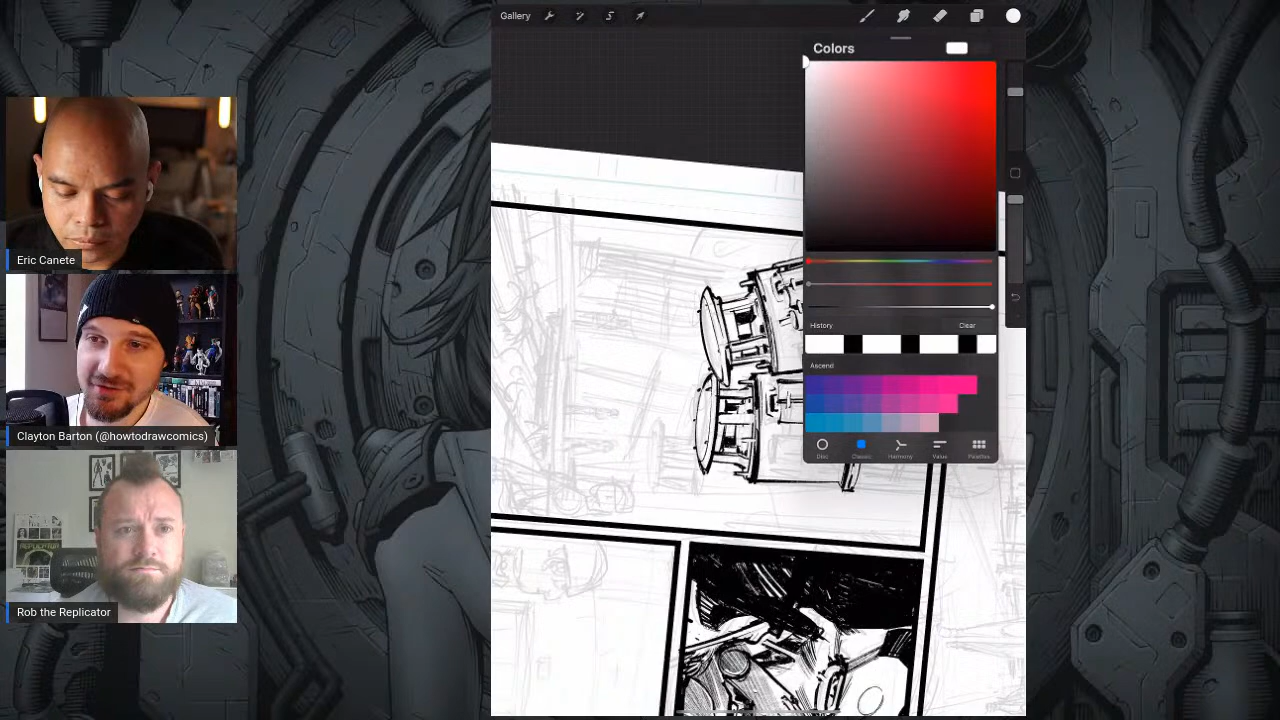 Gallery
Colors
Eric Canete
History
Clear
Ascend
Clayton Barton (@howtodrawcomics)
Disc
Classic
Harmony
Value
Palettes
Rob the Replicator